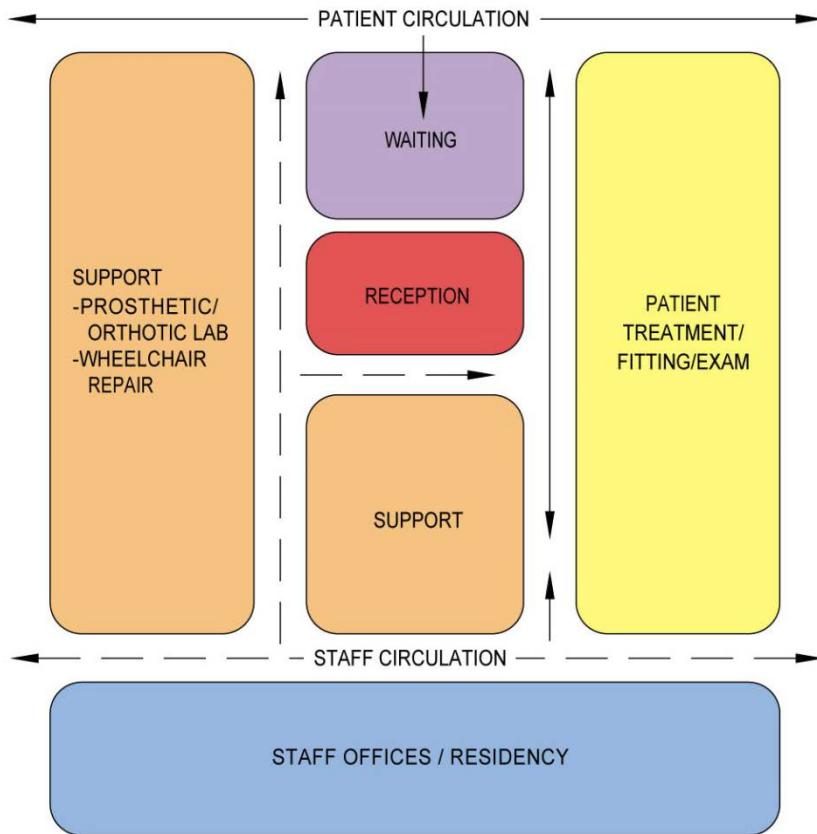 PATIENT CIRCULATION
WAITING
SUPPORT
-PROSTHETIC/
ORTHOTIC LAB
-WHEELCHAIR
REPAIR
RECEPTION
PATIENT
TREATMENT/
FITTING/EXAM
SUPPORT
STAFF CIRCULATION
STAFF OFFICES / RESIDENCY